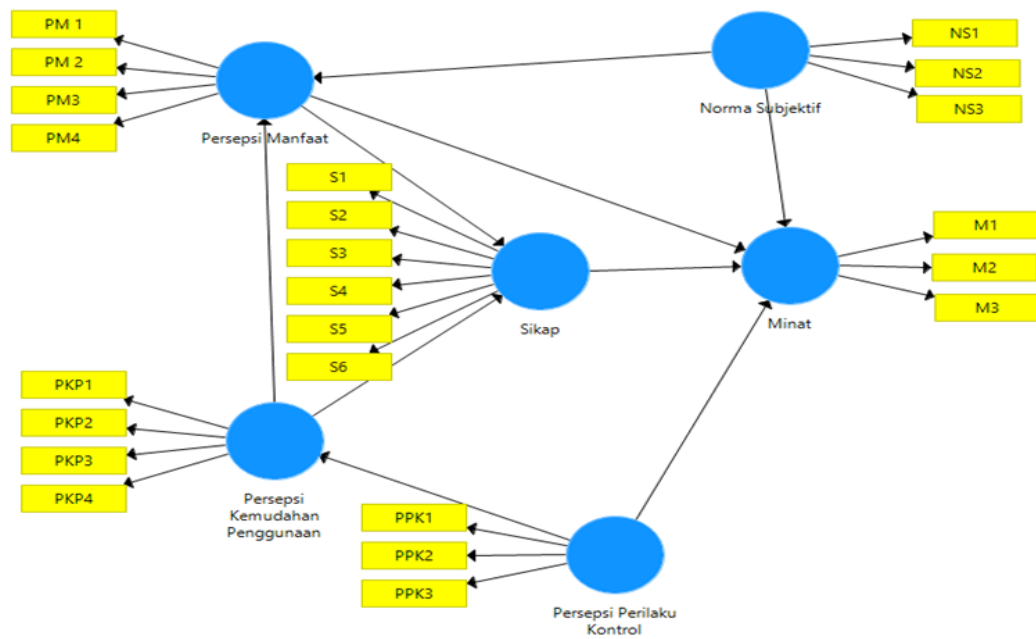 PM 1
PM 2
PM3
PM4
Persepsi Manfaat
NS1
NS2
NS3
Norma Subjektif
S1
S2
S3
S4
S5
S6
Sikap
M1
M2
M3
Minat
PKP1
PKP2
PKP3
PKP4
Persepsi
Kemudahan
Penggunaan
PPK1
PPK2
PPK3
Persepsi Perilaku
Kontrol